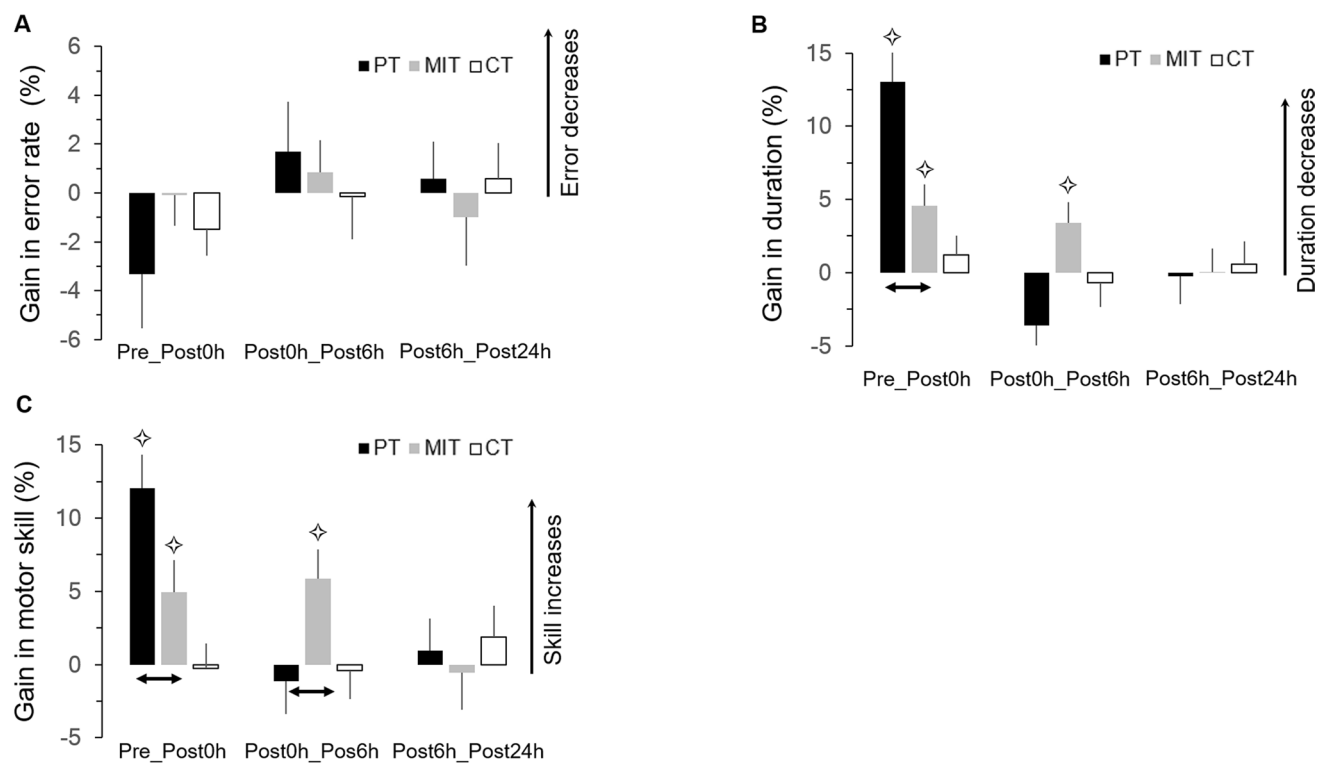 A
6
4
2
0
-2
-4
-6
Gain in error rate (%)
PT MIT CT
Error decreases
Pre_Post0h Post0h_Post6h Post6h_Post24h
B
15
10
5
0
-5
Gain in duration (%)
PT MIT CT
Duration decreases
Pre_Post0h Post0h_Post6h Post6h_Post24h
C
15
10
5
0
-5
Gain in motor skill (%)
PT MIT CT
Skill increases
Pre_Post0h Post0h_Pos6h Post6h_Post24h